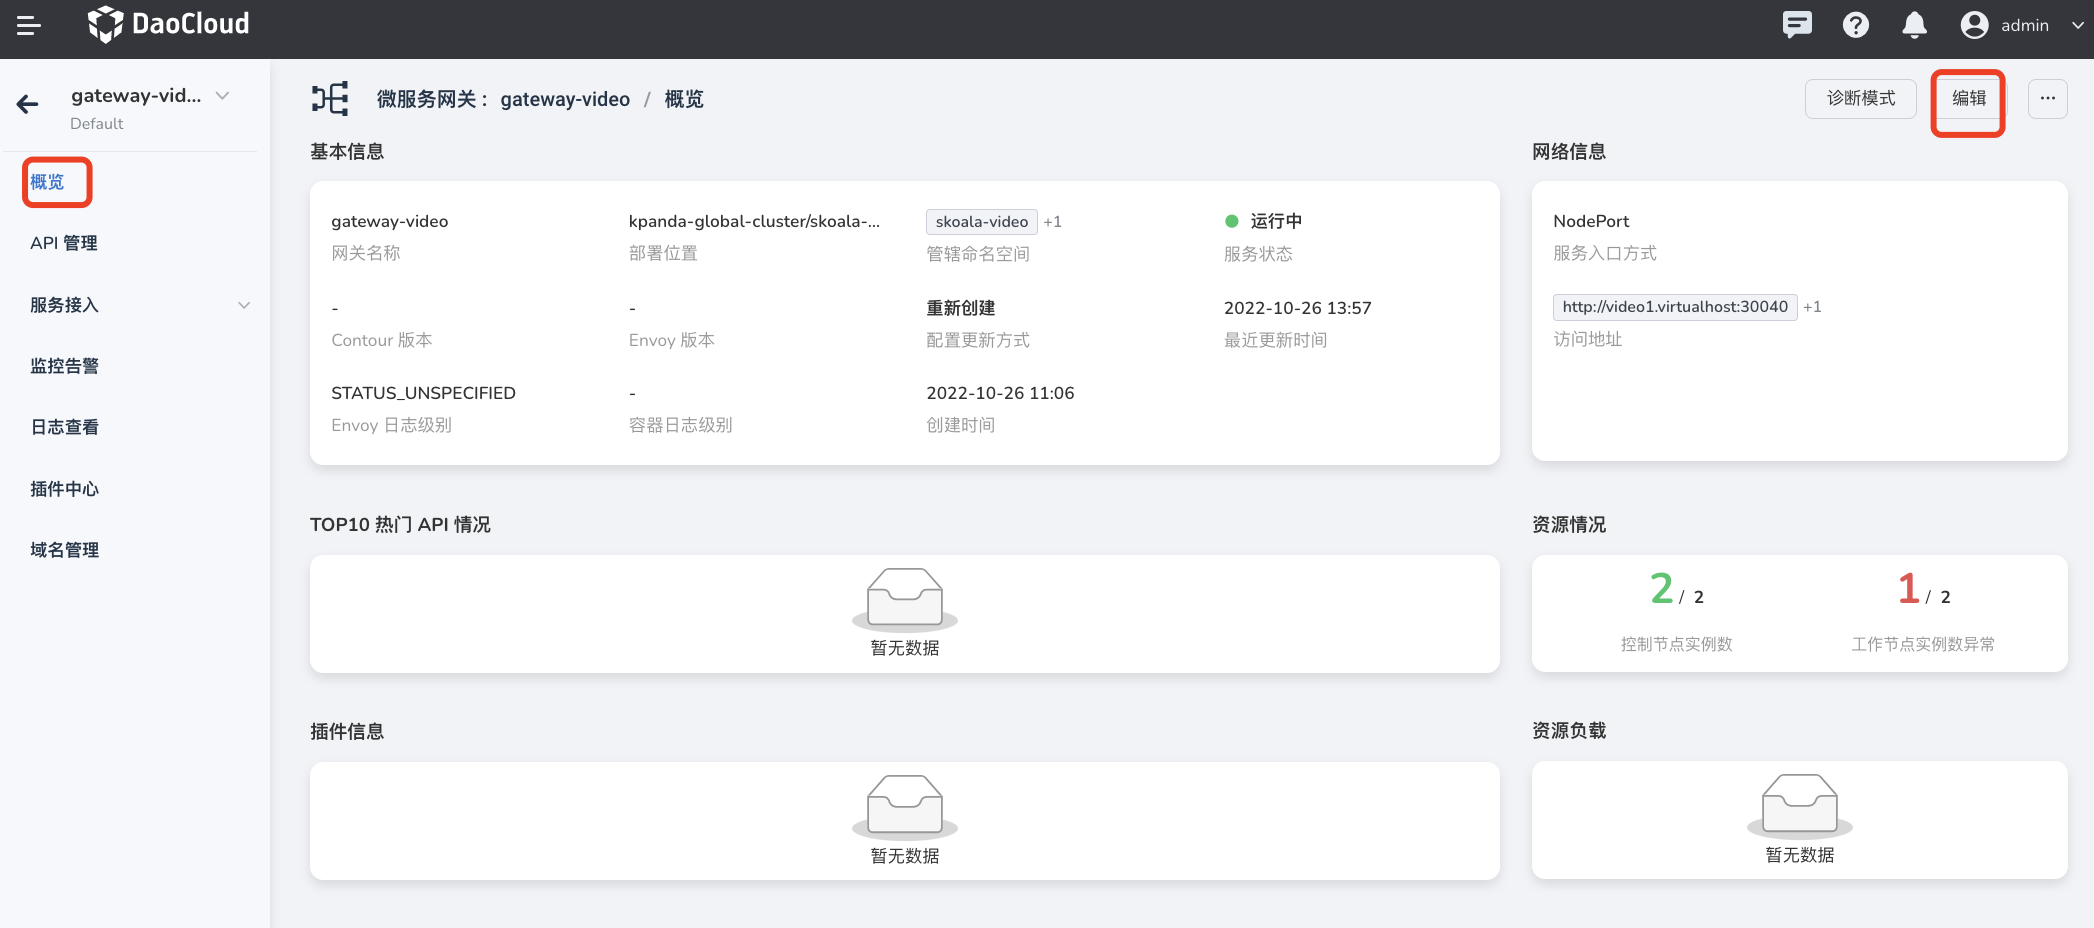 DaoCloud
admin
gateway-vid...
Default
概览
API 管理
服务接入
监控告警
日志查看
插件中心
域名管理
微服务网关： gateway-video / 概览
诊断模式
编辑
...
基本信息
gateway-video
网关名称
kpanda-global-cluster/skoala-...
部署位置
skoala-video +1
管辖命名空间
运行中
服务状态
-
Contour 版本
-
Envoy 版本
重新创建
配置更新方式
2022-10-26 13:57
最近更新时间
STATUS_UNSPECIFIED
Envoy 日志级别
-
容器日志级别
2022-10-26 11:06
创建时间
网络信息
NodePort
服务入口方式
http://video1.virtualhost:30040 +1
访问地址
TOP10 热门 API 情况
暂无数据
资源情况
2 / 2
控制节点实例数
1 / 2
工作节点实例数异常
插件信息
暂无数据
资源负载
暂无数据